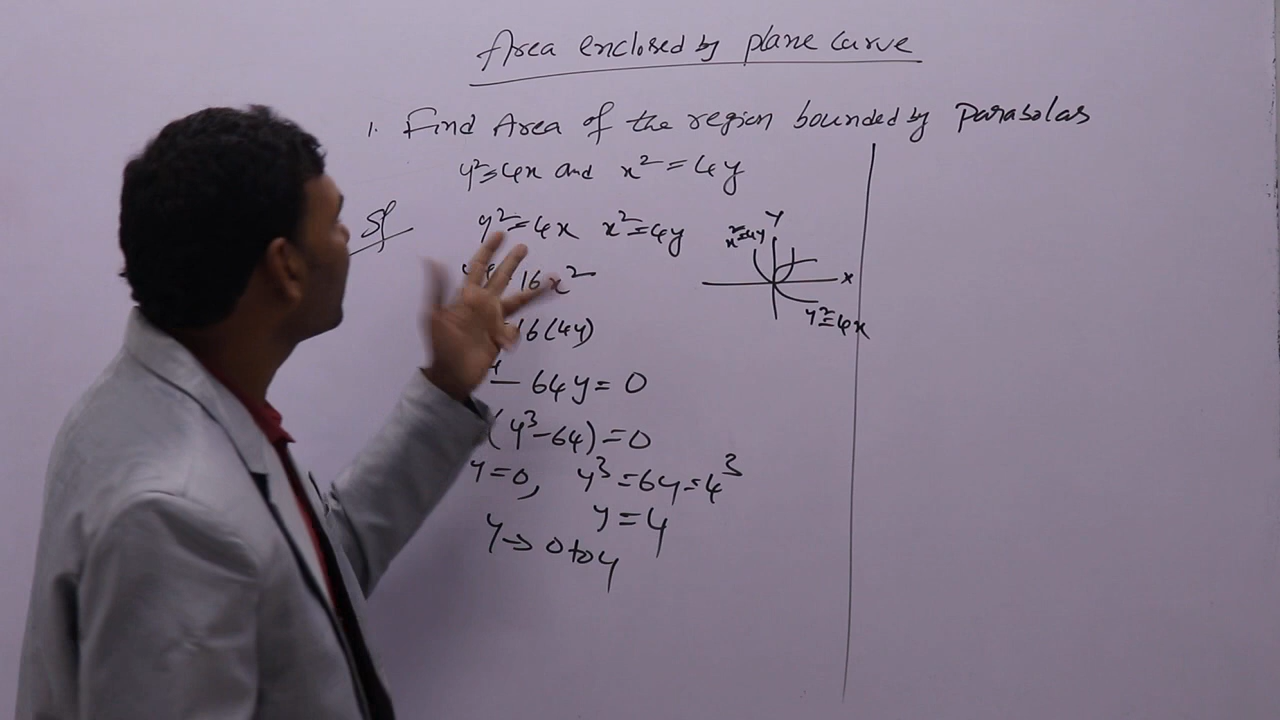 Area enclosed by plane curve
1. Find Area of the region bounded by parabolas
y²=4x and x²=4y
Sol
y²=4x x²=4y
=16x²
=16(4y)
- 64y=0
(y³-64)=0
y=0, y³=64=4³
y=4
y→0 to 4
Y
x²=4y
x
y²=4x